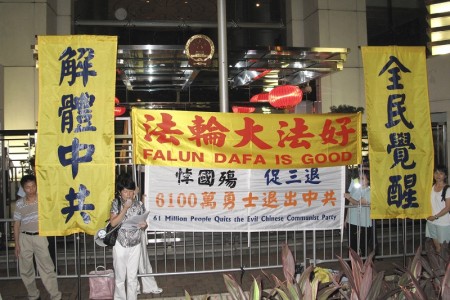 解體中共
法輪大法好
FALUN DAFA IS GOOD
悼國殤 促三退
6100萬勇士退出中共
61 Million People Quits the Evil Chinese Communist Party
全民覺醒